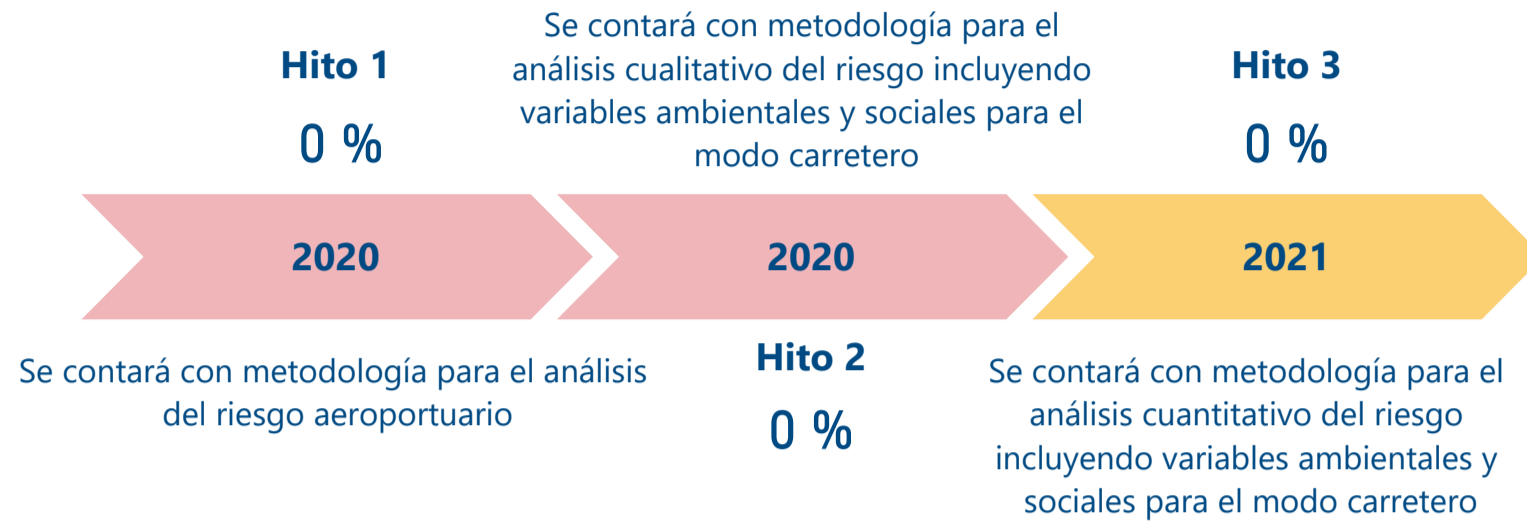 Hito 1
0 %
2020
Se contará con metodología para el análisis
del riesgo aeroportuario
Se contará con metodología para el
análisis cualitativo del riesgo incluyendo
variables ambientales y sociales para el
modo carretero
2020
Hito 2
0 %
Hito 3
0 %
2021
Se contará con metodología para el
análisis cuantitativo del riesgo
incluyendo variables ambientales y
sociales para el modo carretero